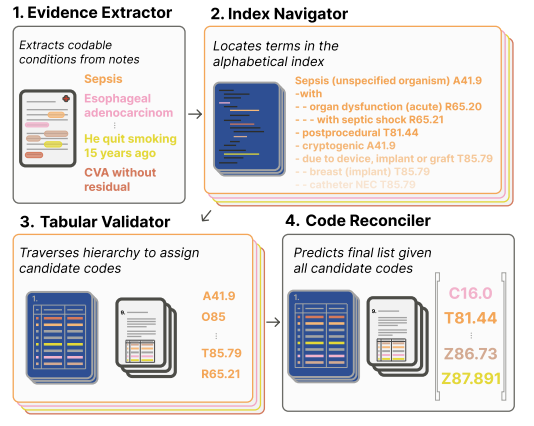 1. Evidence Extractor
Extracts codable
conditions from notes
Sepsis
Esophageal
adenocarcinom
⋮
He quit smoking
15 years ago
CVA without
residual
2. Index Navigator
Locates terms in the
alphabetical index
Sepsis (unspecified organism) A41.9
-with
- - organ dysfunction (acute) R65.20
- - - with septic shock R65.21
- postprocedural T81.44
- cryptogenic A41.9
- due to device, implant or graft T85.79
- - breast (implant) T85.79
- - catheter NEC T85.79
3. Tabular Validator
Traverses hierarchy to assign
candidate codes
1.
9.
A41.9
O85
⋮
T85.79
R65.21
4. Code Reconciler
Predicts final list given
all candidate codes
1.
9.
C16.0
T81.44
⋮
Z86.73
Z87.891